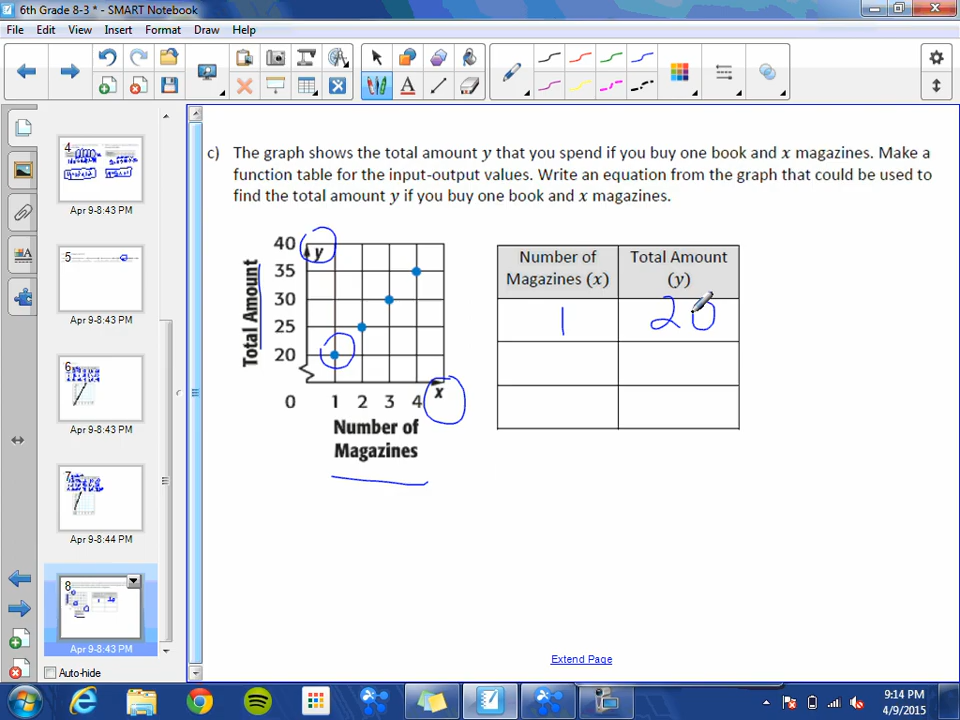 6th Grade 8-3 * - SMART Notebook
File Edit View Insert Format Draw Help
c) The graph shows the total amount y that you spend if you buy one book and x magazines. Make a
function table for the input-output values. Write an equation from the graph that could be used to
find the total amount y if you buy one book and x magazines.
40 y
35
30
25
20
0 1 2 3 4 x
Total Amount
Number of
Magazines
Number of Magazines (x) Total Amount (y)
1 20
Extend Page
4
Apr 9-8:43 PM
5
Apr 9-8:43 PM
6
Apr 9-8:43 PM
7
Apr 9-8:44 PM
8
Apr 9-8:43 PM
Auto-hide
9:14 PM
4/9/2015